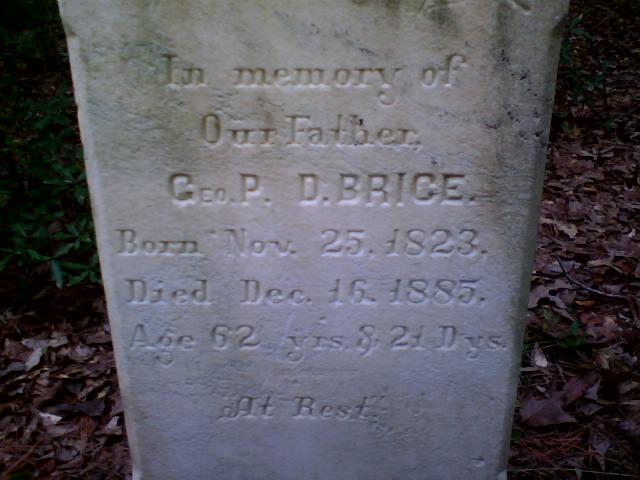 In memory of
Our Father,
GEO. P. D. BRICE.
Born Nov. 25. 1823.
Died Dec. 16. 1885.
Age 62 yrs. & 21 Dys.
At Rest.